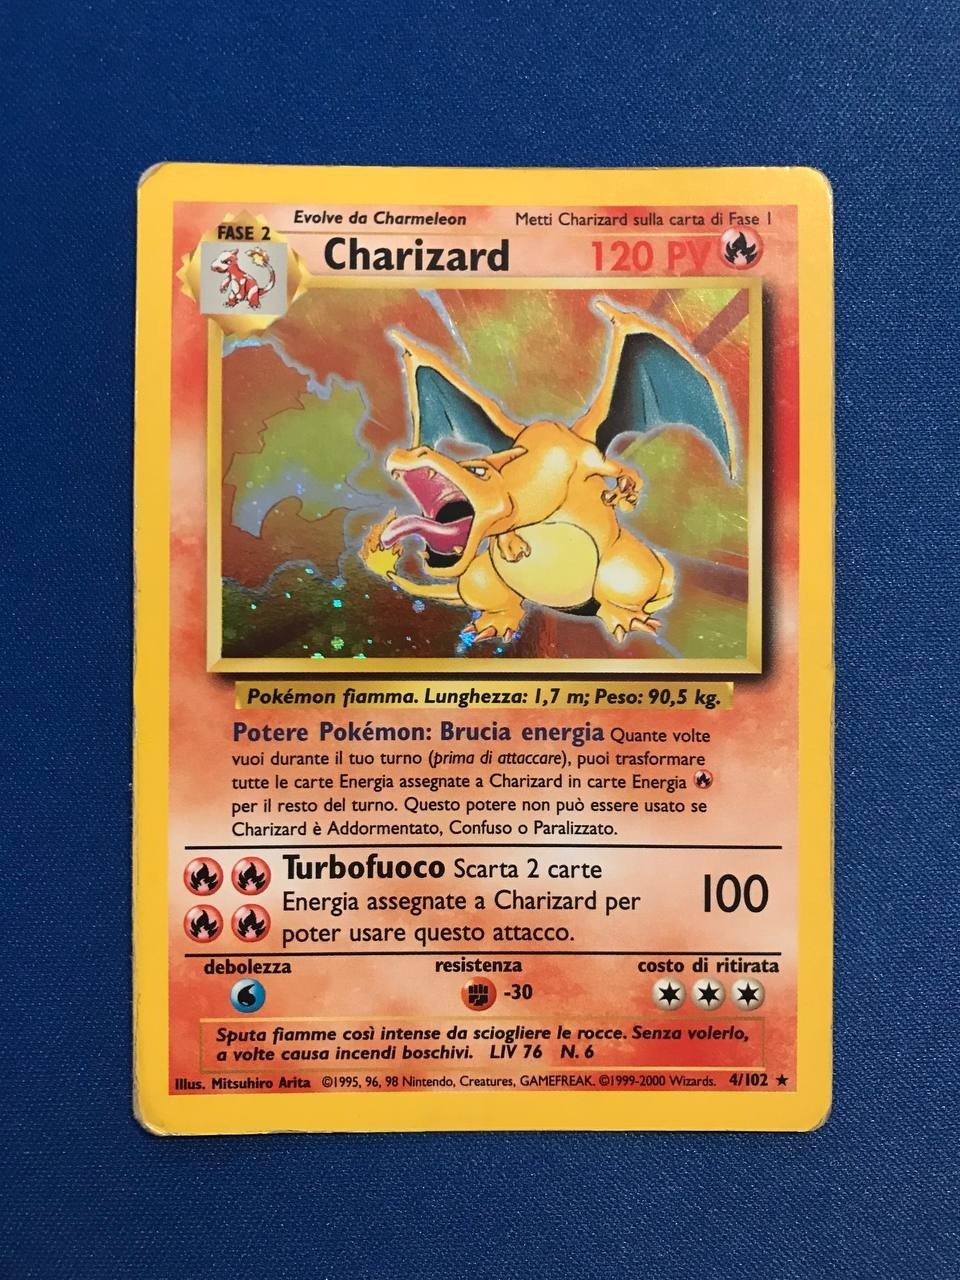 Evolve da Charmeleon Metti Charizard sulla carta di Fase 1
FASE 2
Charizard 120 PV
Pokémon fiamma. Lunghezza: 1,7 m; Peso: 90,5 kg.
Potere Pokémon: Brucia energia Quante volte
vuoi durante il tuo turno (prima di attaccare), puoi trasformare
tutte le carte Energia assegnate a Charizard in carte Energia
per il resto del turno. Questo potere non può essere usato se
Charizard è Addormentato, Confuso o Paralizzato.
Turbofuoco Scarta 2 carte
Energia assegnate a Charizard per
poter usare questo attacco.
100
debolezza resistenza costo di ritirata
-30
Sputa fiamme così intense da sciogliere le rocce. Senza volerlo,
a volte causa incendi boschivi. LIV 76 N. 6
Illus. Mitsuhiro Arita ©1995, 96, 98 Nintendo, Creatures, GAMEFREAK. ©1999-2000 Wizards. 4/102 ★